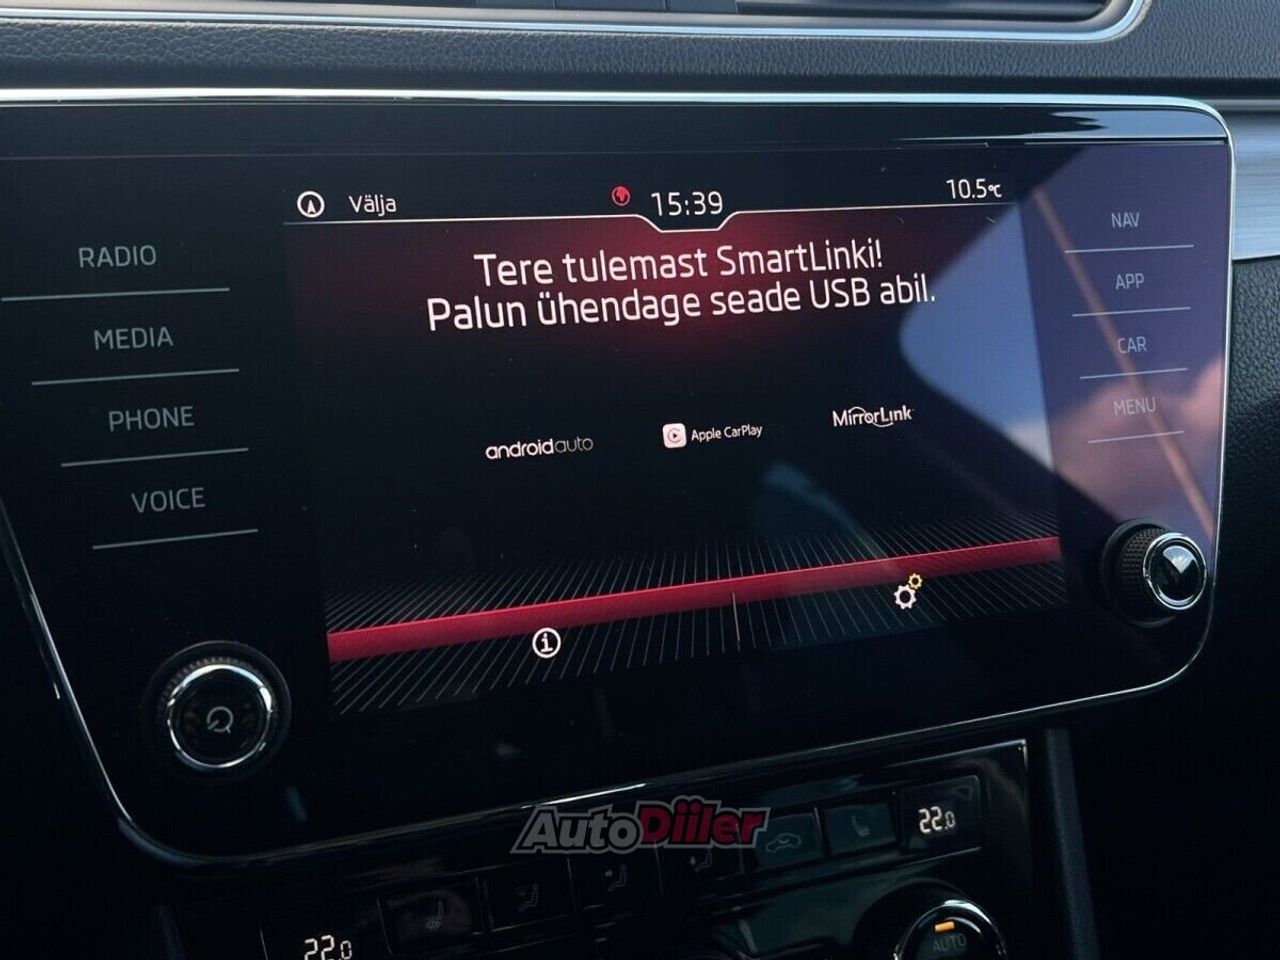 Välja
15:39
10.5°C
Tere tulemast SmartLinki!
Palun ühendage seade USB abil.
androidauto
Apple CarPlay
MirrorLink
RADIO
MEDIA
PHONE
VOICE
NAV
APP
CAR
MENU
AutoDiiler
22.0
22.0
AUTO